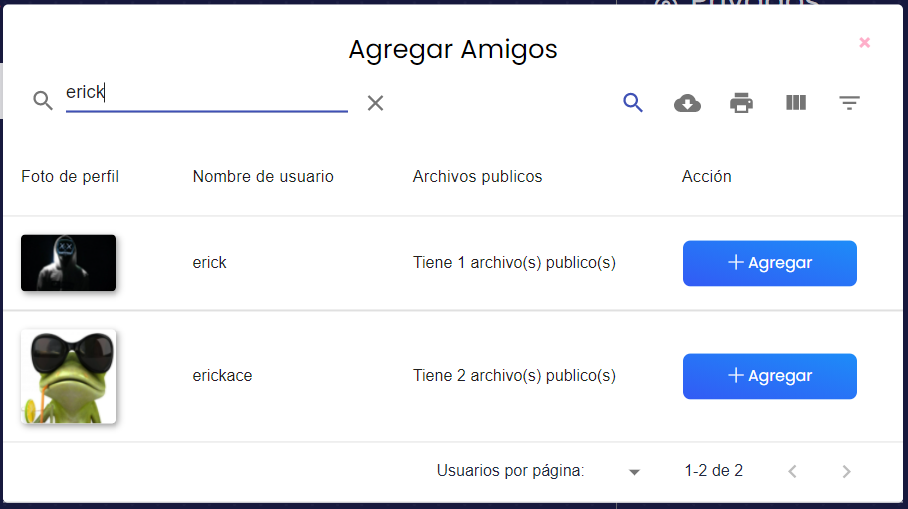 Privados
Agregar Amigos
erick
Foto de perfil Nombre de usuario Archivos publicos Acción
erick Tiene 1 archivo(s) publico(s) Agregar
erickace Tiene 2 archivo(s) publico(s) Agregar
Usuarios por página: 1-2 de 2